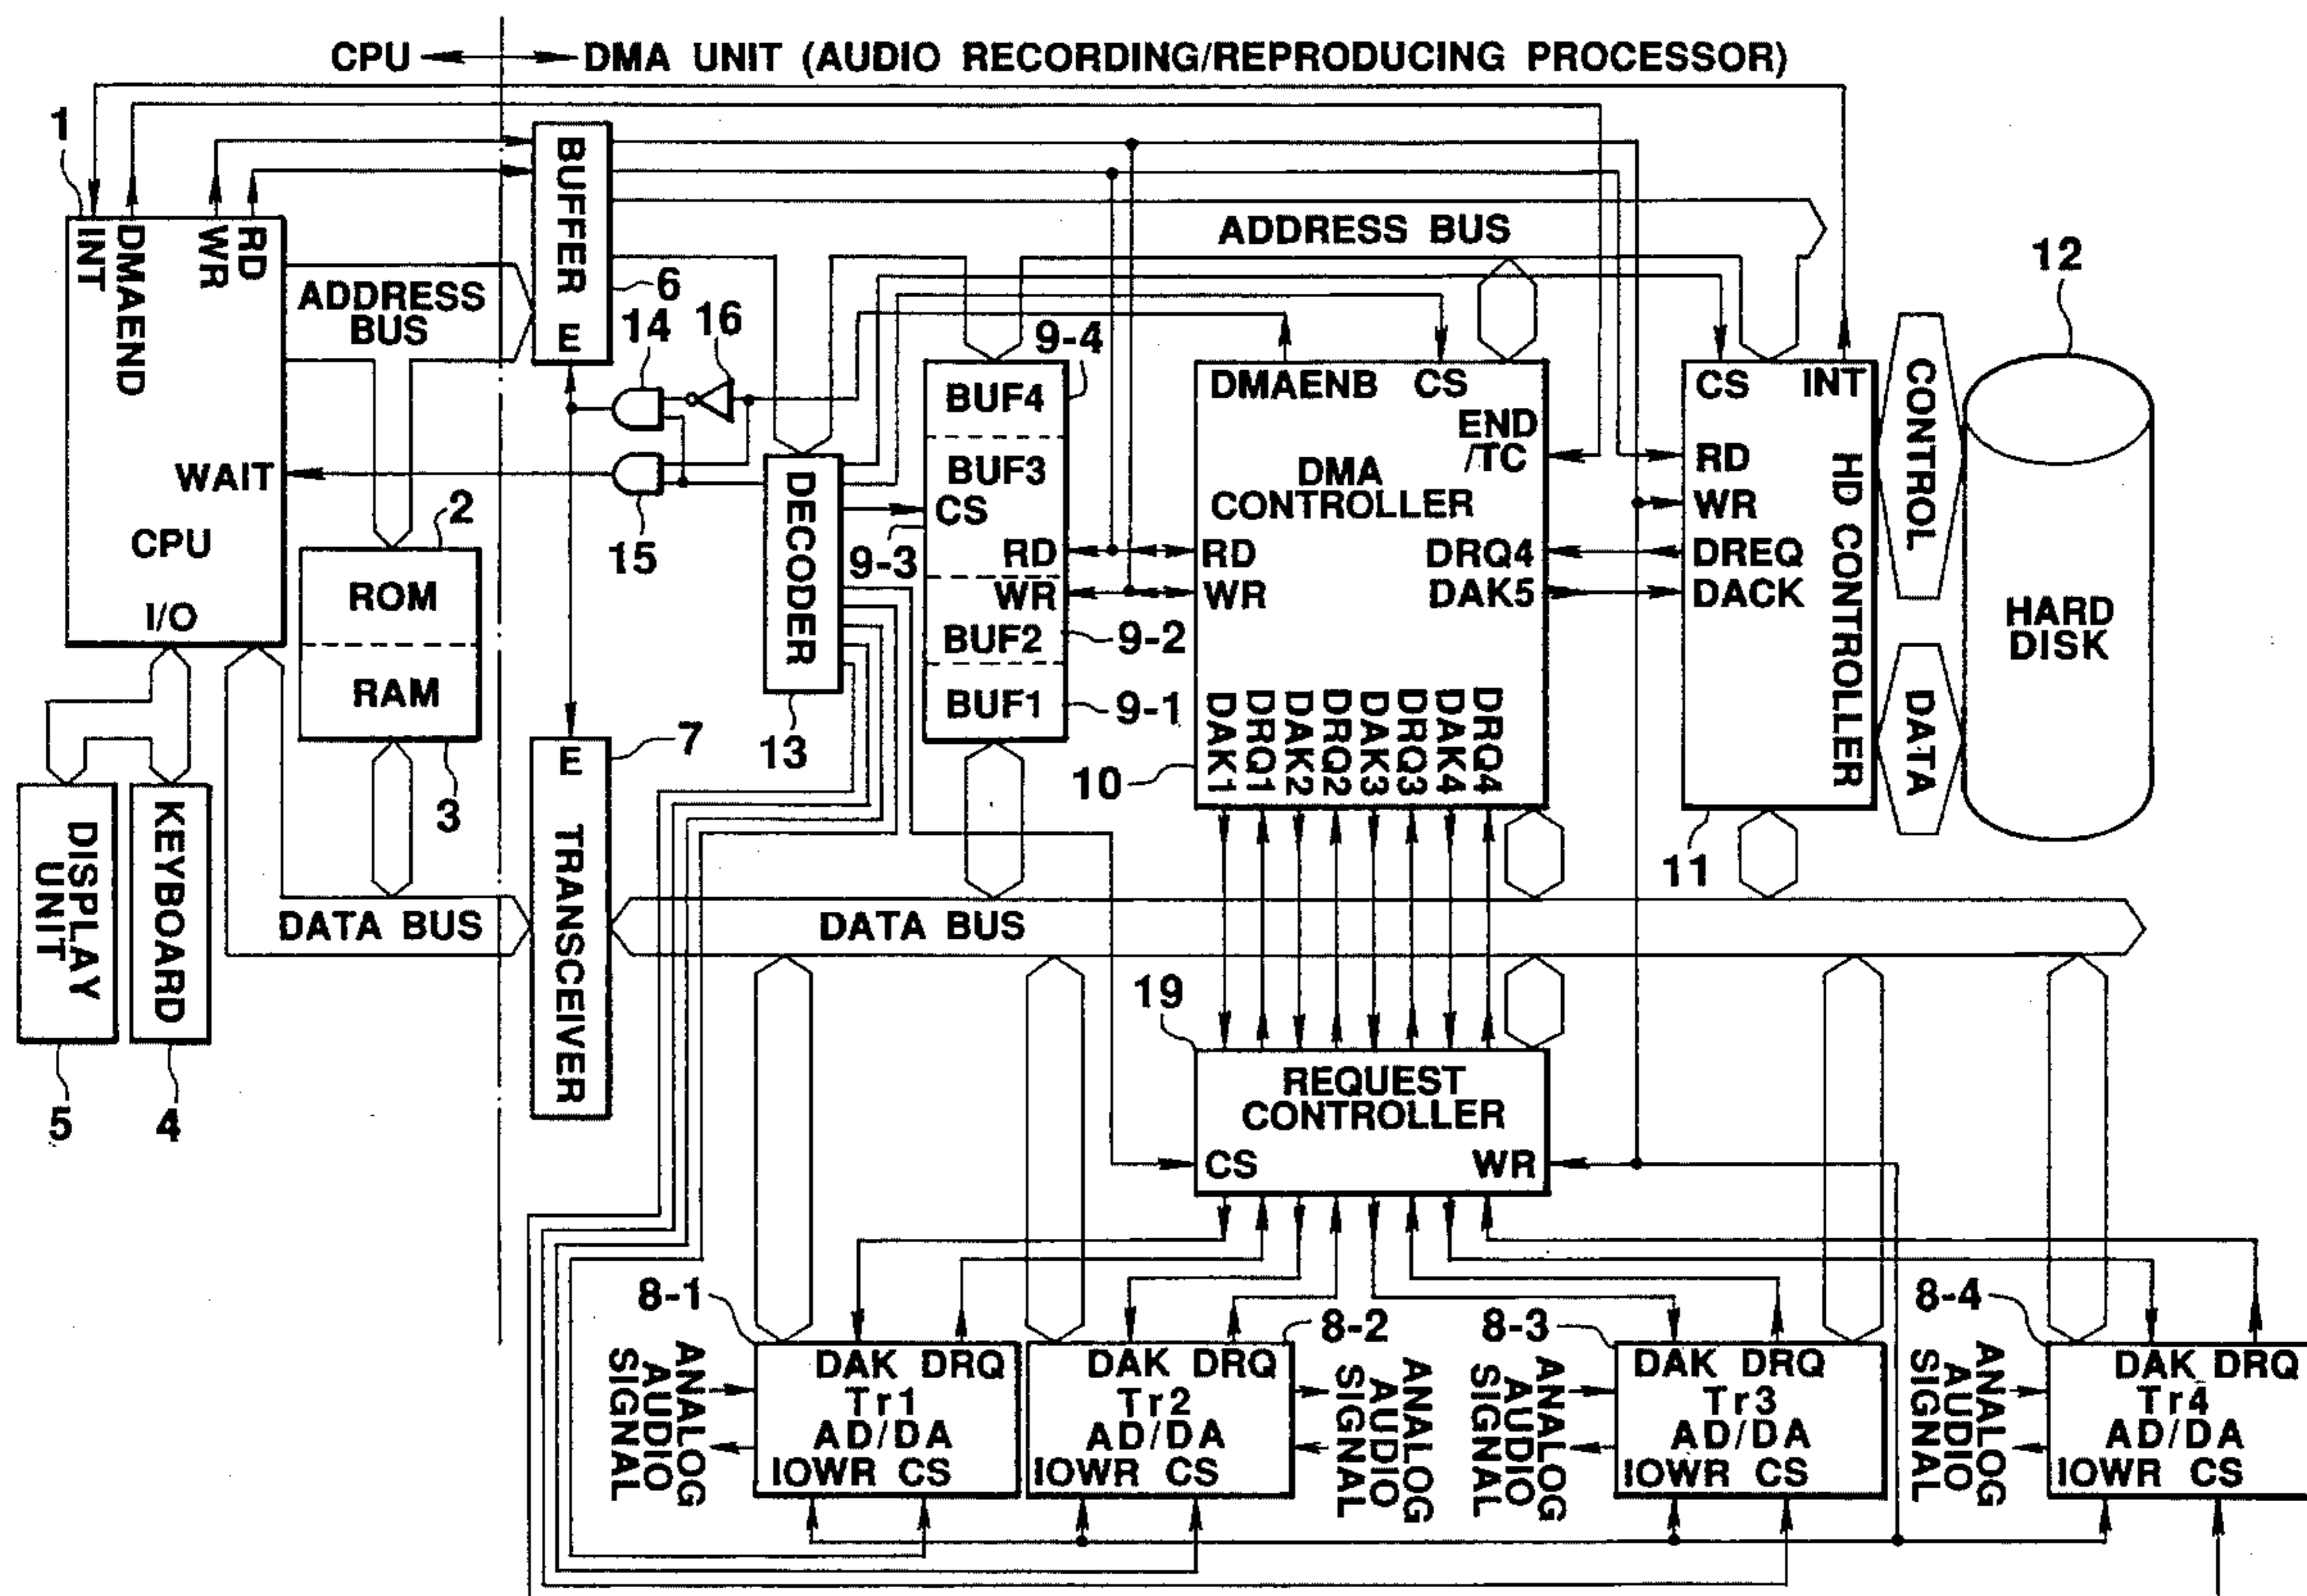 CPU DMA UNIT (AUDIO RECORDING/REPRODUCING PROCESSOR)
1
INT
DMAEND
WR
RD
ADDRESS
BUS
WAIT
CPU
I/O
2
ROM
RAM
3
DISPLAY
UNIT
5
KEYBOARD
4
DATA BUS
BUFFER
E
6
14
16
15
E
TRANSCEIVER
7
DECODER
13
ADDRESS BUS
9-4
BUF4
BUF3
CS
9-3
RD
WR
BUF2
9-2
BUF1
9-1
DMAENB CS
END
/TC
DMA
CONTROLLER
RD
WR
DRQ4
DAK5
DAK1
DRQ1
DAK2
DRQ2
DAK3
DRQ3
DAK4
DRQ4
10
CS INT
RD
WR
DREQ
DACK
HD CONTROLLER
11
CONTROL
DATA
12
HARD
DISK
DATA BUS
19
REQUEST
CONTROLLER
CS WR
8-1
ANALOG
AUDIO
SIGNAL
DAK DRQ
Tr1
AD/DA
IOWR CS
8-2
DAK DRQ
Tr2
AD/DA
IOWR CS
ANALOG
AUDIO
SIGNAL
8-3
ANALOG
AUDIO
SIGNAL
DAK DRQ
Tr3
AD/DA
IOWR CS
8-4
ANALOG
AUDIO
SIGNAL
DAK DRQ
Tr4
AD/DA
IOWR CS